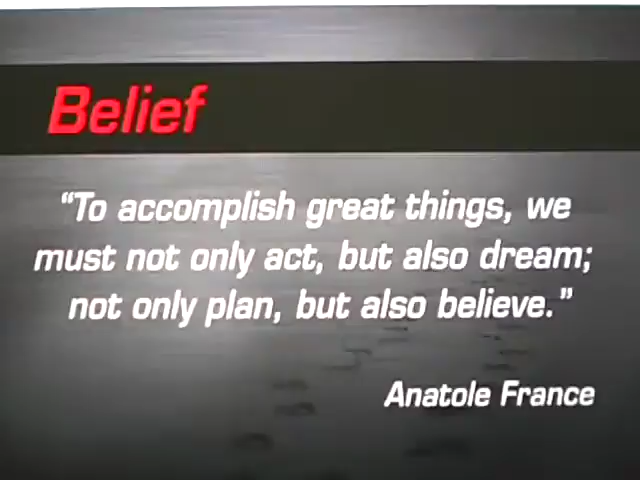 Belief
“To accomplish great things, we
must not only act, but also dream;
not only plan, but also believe.”
Anatole France